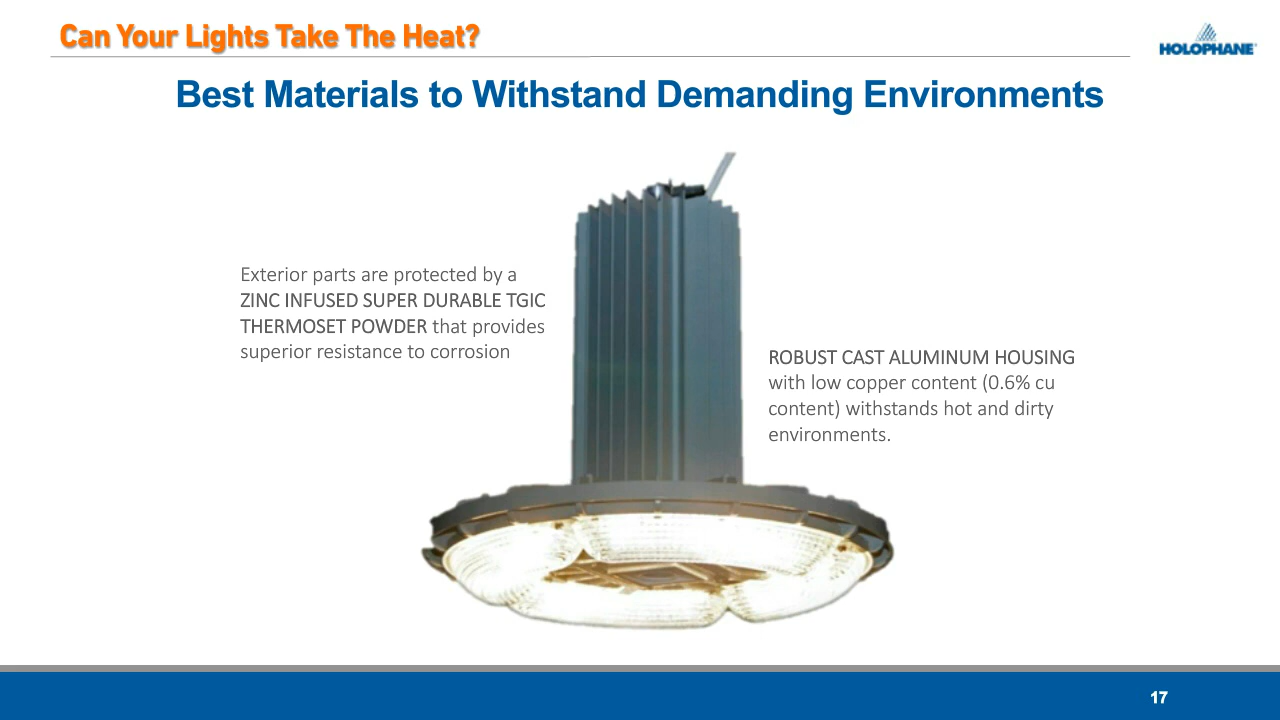 Can Your Lights Take The Heat?
HOLOPHANE®
Best Materials to Withstand Demanding Environments
Exterior parts are protected by a
ZINC INFUSED SUPER DURABLE TGIC
THERMOSET POWDER that provides
superior resistance to corrosion
ROBUST CAST ALUMINUM HOUSING
with low copper content (0.6% cu
content) withstands hot and dirty
environments.
17